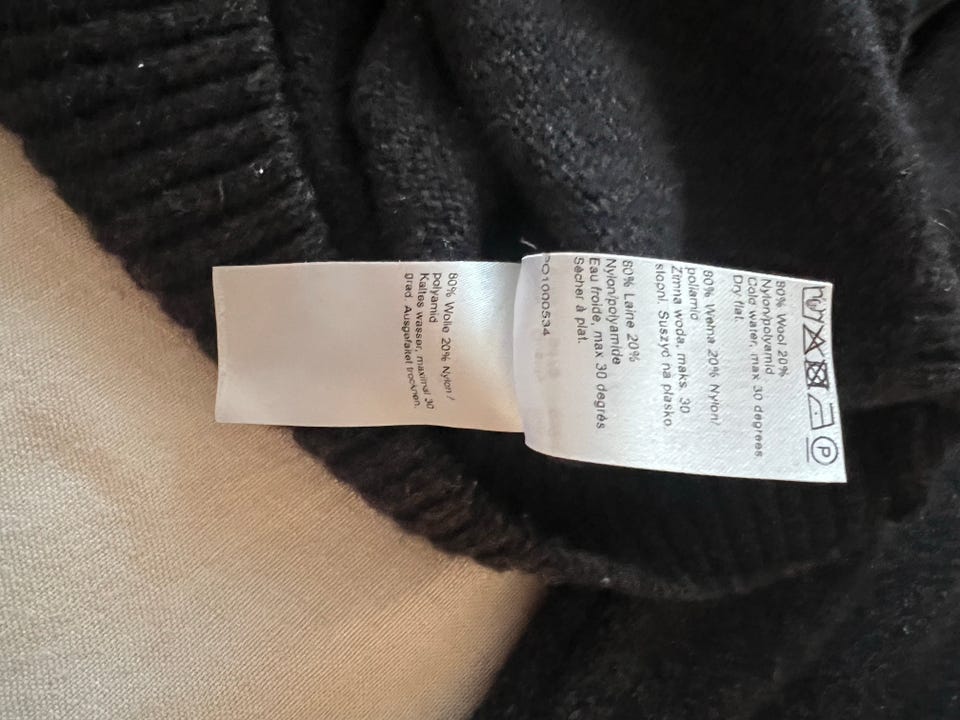 P
80% Wool 20%
Nylon/polyamid
Cold water, max 30 degrees
Dry flat.
80% Wełna 20% Nylon/
poliamid
Zimna woda, maks. 30
stopni. Suszyć na płasko
80% Laine 20%
Nylon/polyamide
Eau froide, max 30 degrés
Sécher à plat.
001000534
80% Wolle 20% Nylon /
polyamid
Kaltes wasser, maximal 30
grad. Ausgefaltet trocknen.